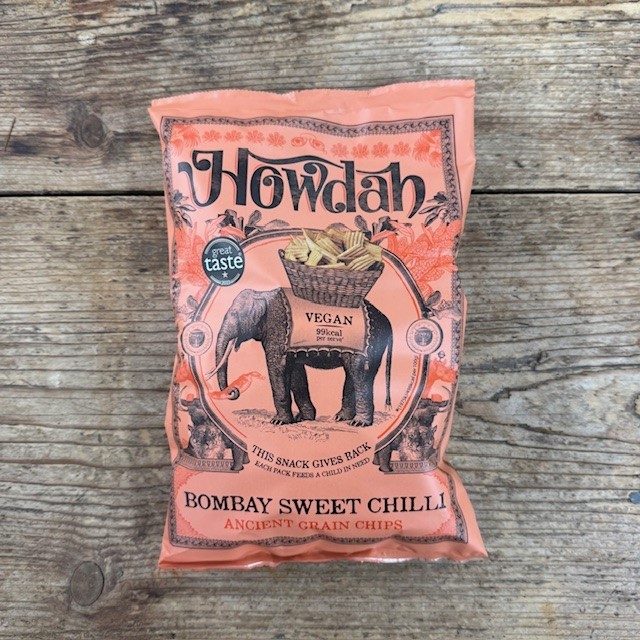 Howdah
great
taste
VEGAN
99kcal
per serve*
THIS SNACK GIVES BACK
EACH PACK FEEDS A CHILD IN NEED
BOMBAY SWEET CHILLI
ANCIENT GRAIN CHIPS